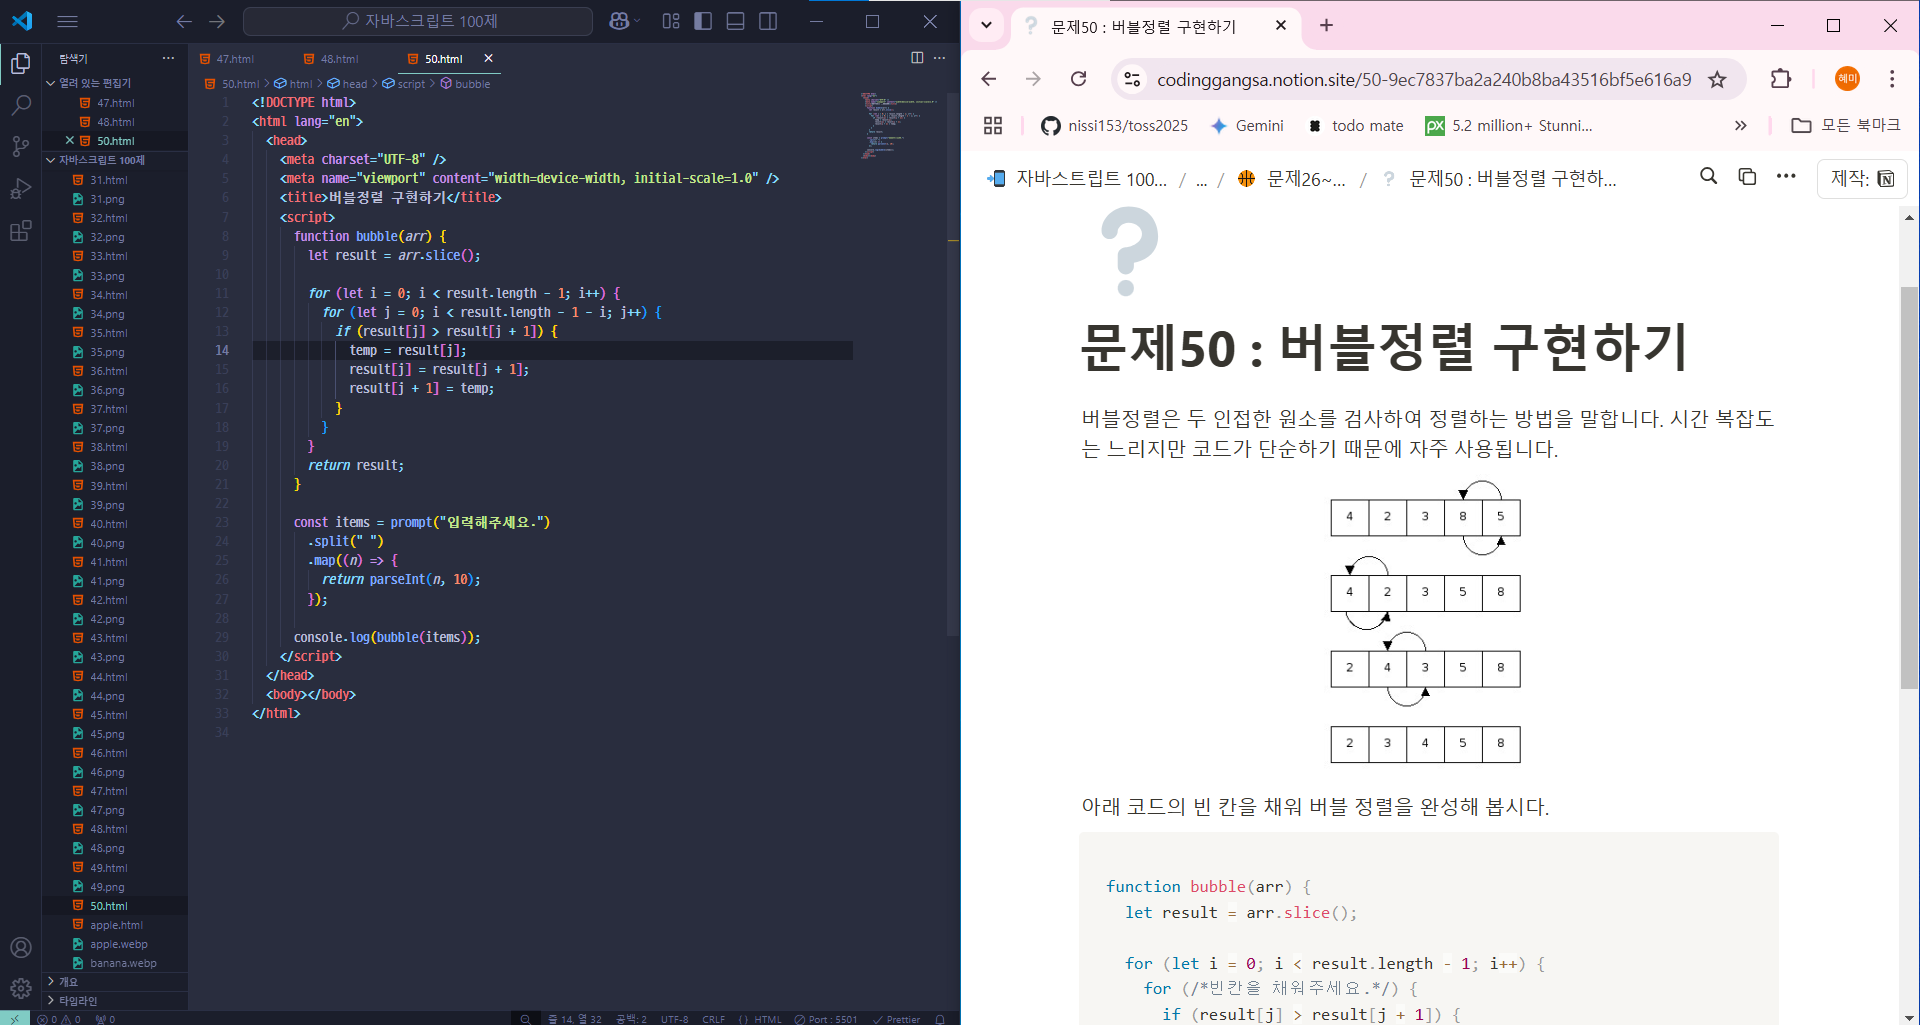 자바스크립트 100제
탐색기
열려 있는 편집기
47.html
48.html
50.html
자바스크립트 100제
31.html
31.png
32.html
32.png
33.html
33.png
34.html
34.png
35.html
35.png
36.html
36.png
37.html
37.png
38.html
38.png
39.html
39.png
40.html
40.png
41.html
41.png
42.html
42.png
43.html
43.png
44.html
44.png
45.html
45.png
46.html
46.png
47.html
47.png
48.html
48.png
49.html
49.png
50.html
apple.html
apple.webp
banana.webp
개요
타임라인
47.html 48.html 50.html
50.html > html > head > script > bubble
1 <!DOCTYPE html>
2 <html lang="en">
3 <head>
4 <meta charset="UTF-8" />
5 <meta name="viewport" content="width=device-width, initial-scale=1.0" />
6 <title>버블정렬 구현하기</title>
7 <script>
8 function bubble(arr) {
9 let result = arr.slice();
10
11 for (let i = 0; i < result.length - 1; i++) {
12 for (let j = 0; i < result.length - 1 - i; j++) {
13 if (result[j] > result[j + 1]) {
14 temp = result[j];
15 result[j] = result[j + 1];
16 result[j + 1] = temp;
17 }
18 }
19 }
20 return result;
21 }
22
23 const items = prompt("입력해주세요.")
24 .split(" ")
25 .map((n) => {
26 return parseInt(n, 10);
27 });
28
29 console.log(bubble(items));
30 </script>
31 </head>
32 <body></body>
33 </html>
34
0 0 0 줄 14, 열 32 공백: 2 UTF-8 CRLF {} HTML Port : 5501 Prettier
문제50 : 버블정렬 구현하기
codinggangsa.notion.site/50-9ec7837ba2a240b8ba43516bf5e616a9
혜미
nissi153/toss2025 Gemini todo mate px 5.2 million+ Stunni... » 모든 북마크
자바스트립트 100... / ... / 문제26~... / 문제50 : 버블정렬 구현하... 제작:
문제50 : 버블정렬 구현하기
버블정렬은 두 인접한 원소를 검사하여 정렬하는 방법을 말합니다. 시간 복잡도
는 느리지만 코드가 단순하기 때문에 자주 사용됩니다.
4 2 3 8 5
4 2 3 5 8
2 4 3 5 8
2 3 4 5 8
아래 코드의 빈 칸을 채워 버블 정렬을 완성해 봅시다.
function bubble(arr) {
let result = arr.slice();
for (let i = 0; i < result.length - 1; i++) {
for (/*빈칸을 채워주세요.*/) {
if (result[j] > result[j + 1]) {